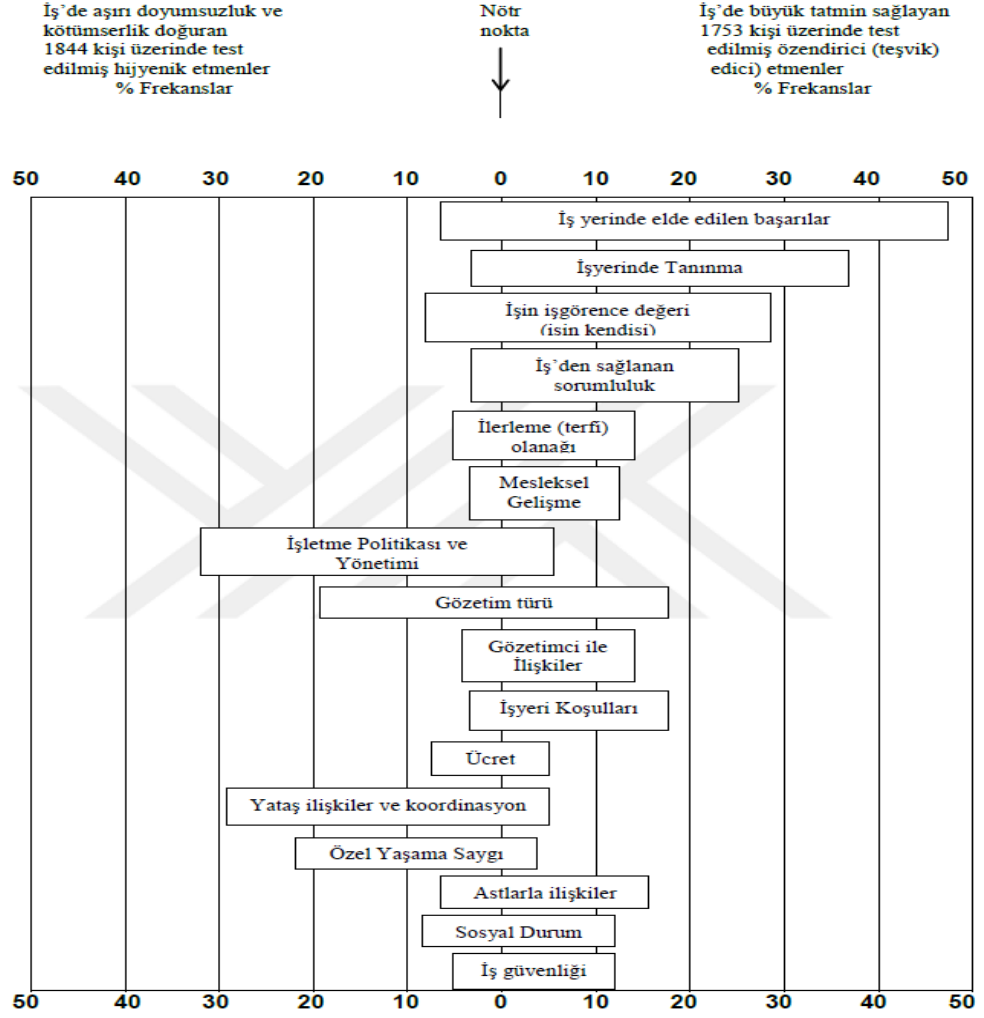 İş'de aşırı doyumsuzluk ve
kötümserlik doğuran
1844 kişi üzerinde test
edilmiş hijyenik etmenler
% Frekanslar
Nötr
nokta
İş'de büyük tatmin sağlayan
1753 kişi üzerinde test
edilmiş özendirici (teşvik)
edici) etmenler
% Frekanslar
50 40 30 20 10 0 10 20 30 40 50
İş yerinde elde edilen başarılar
İşyerinde Tanınma
İşin işgörence değeri
(isin kendisi)
İş'den sağlanan
sorumluluk
İlerleme (terfi)
olanağı
Mesleksel
Gelişme
İşletme Politikası ve
Yönetimi
Gözetim türü
Gözetimci ile
İlişkiler
İşyeri Koşulları
Ücret
Yataş ilişkiler ve koordinasyon
Özel Yaşama Saygı
Astlarla ilişkiler
Sosyal Durum
İş güvenliği
50 40 30 20 10 0 10 20 30 40 50